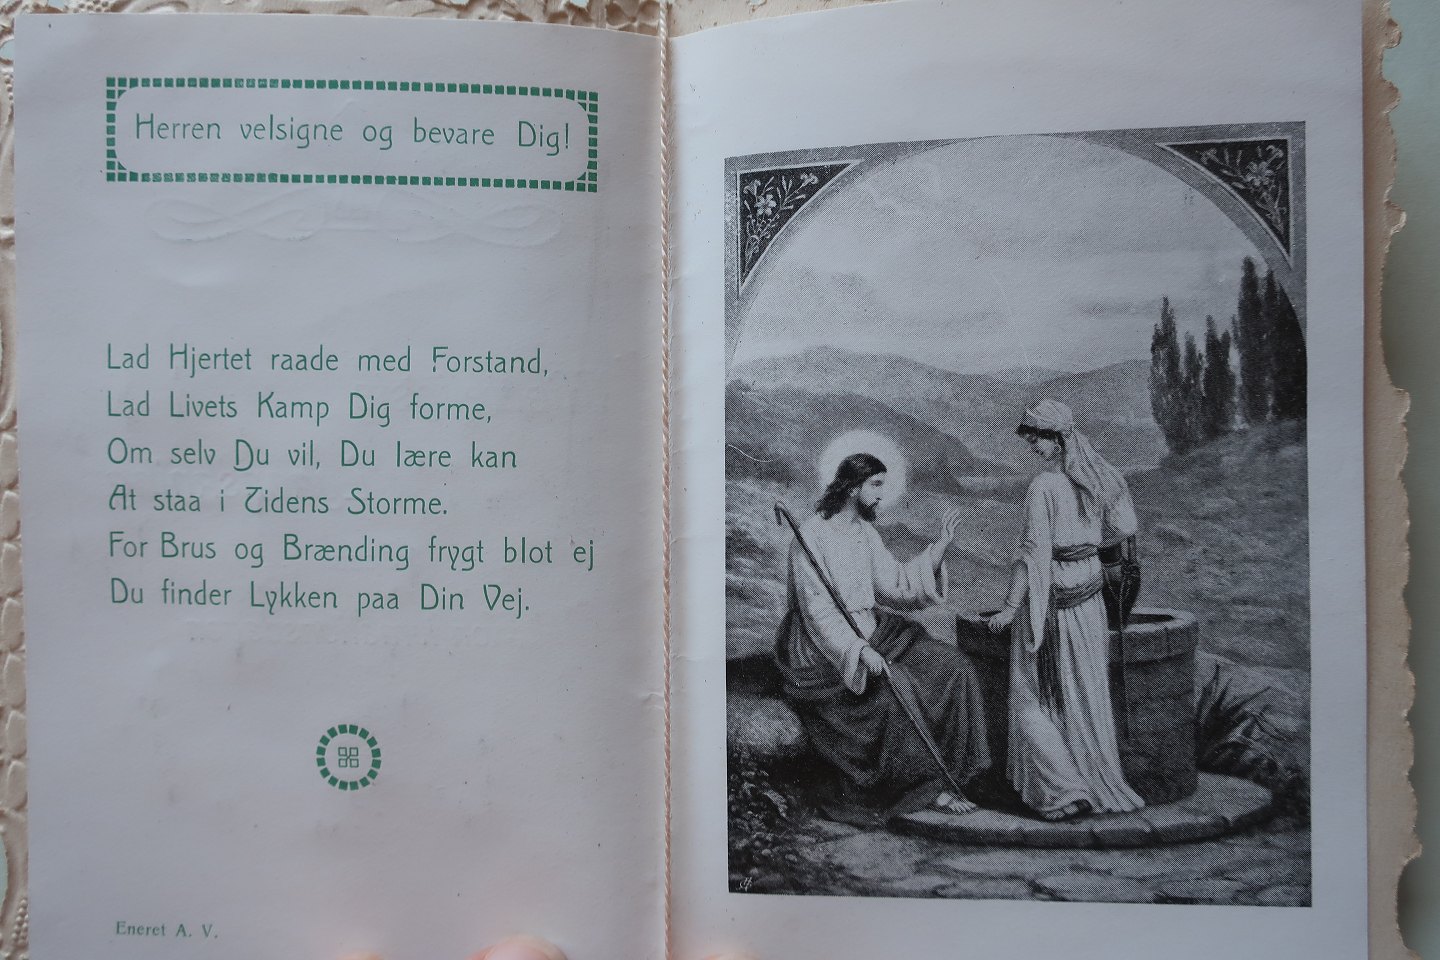 Herren velsigne og bevare Dig!
Lad Hjertet raade med Forstand,
Lad Livets Kamp Dig forme,
Om selv Du vil, Du lære kan
At staa i Tidens Storme.
For Brus og Brænding frygt blot ej
Du finder Lykken paa Din Vej.
Eneret A. V.